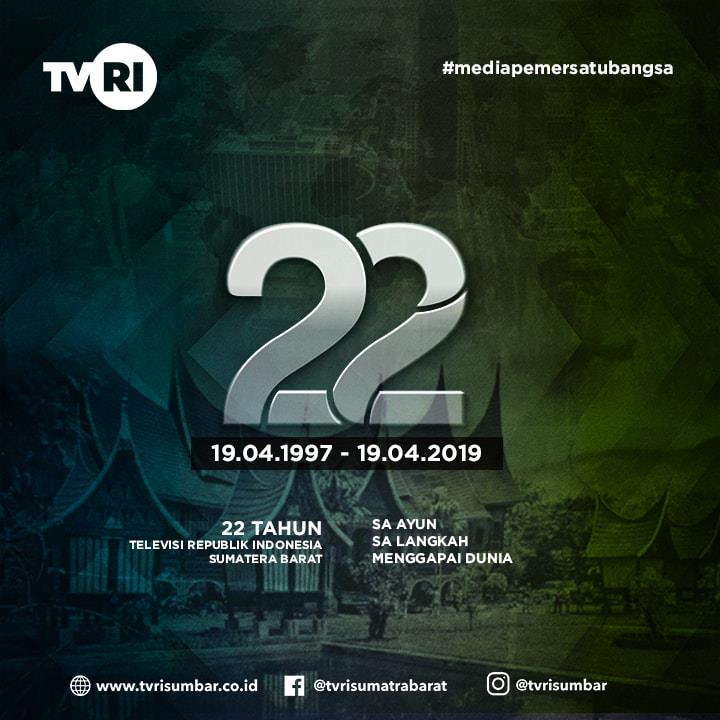 TVRI
#mediapemersatubangsa
22
19.04.1997 - 19.04.2019
22 TAHUN
TELEVISI REPUBLIK INDONESIA
SUMATERA BARAT
SA AYUN
SA LANGKAH
MENGGAPAI DUNIA
www.tvrisumbar.co.id
@tvrisumatrabarat
@tvrisumbar